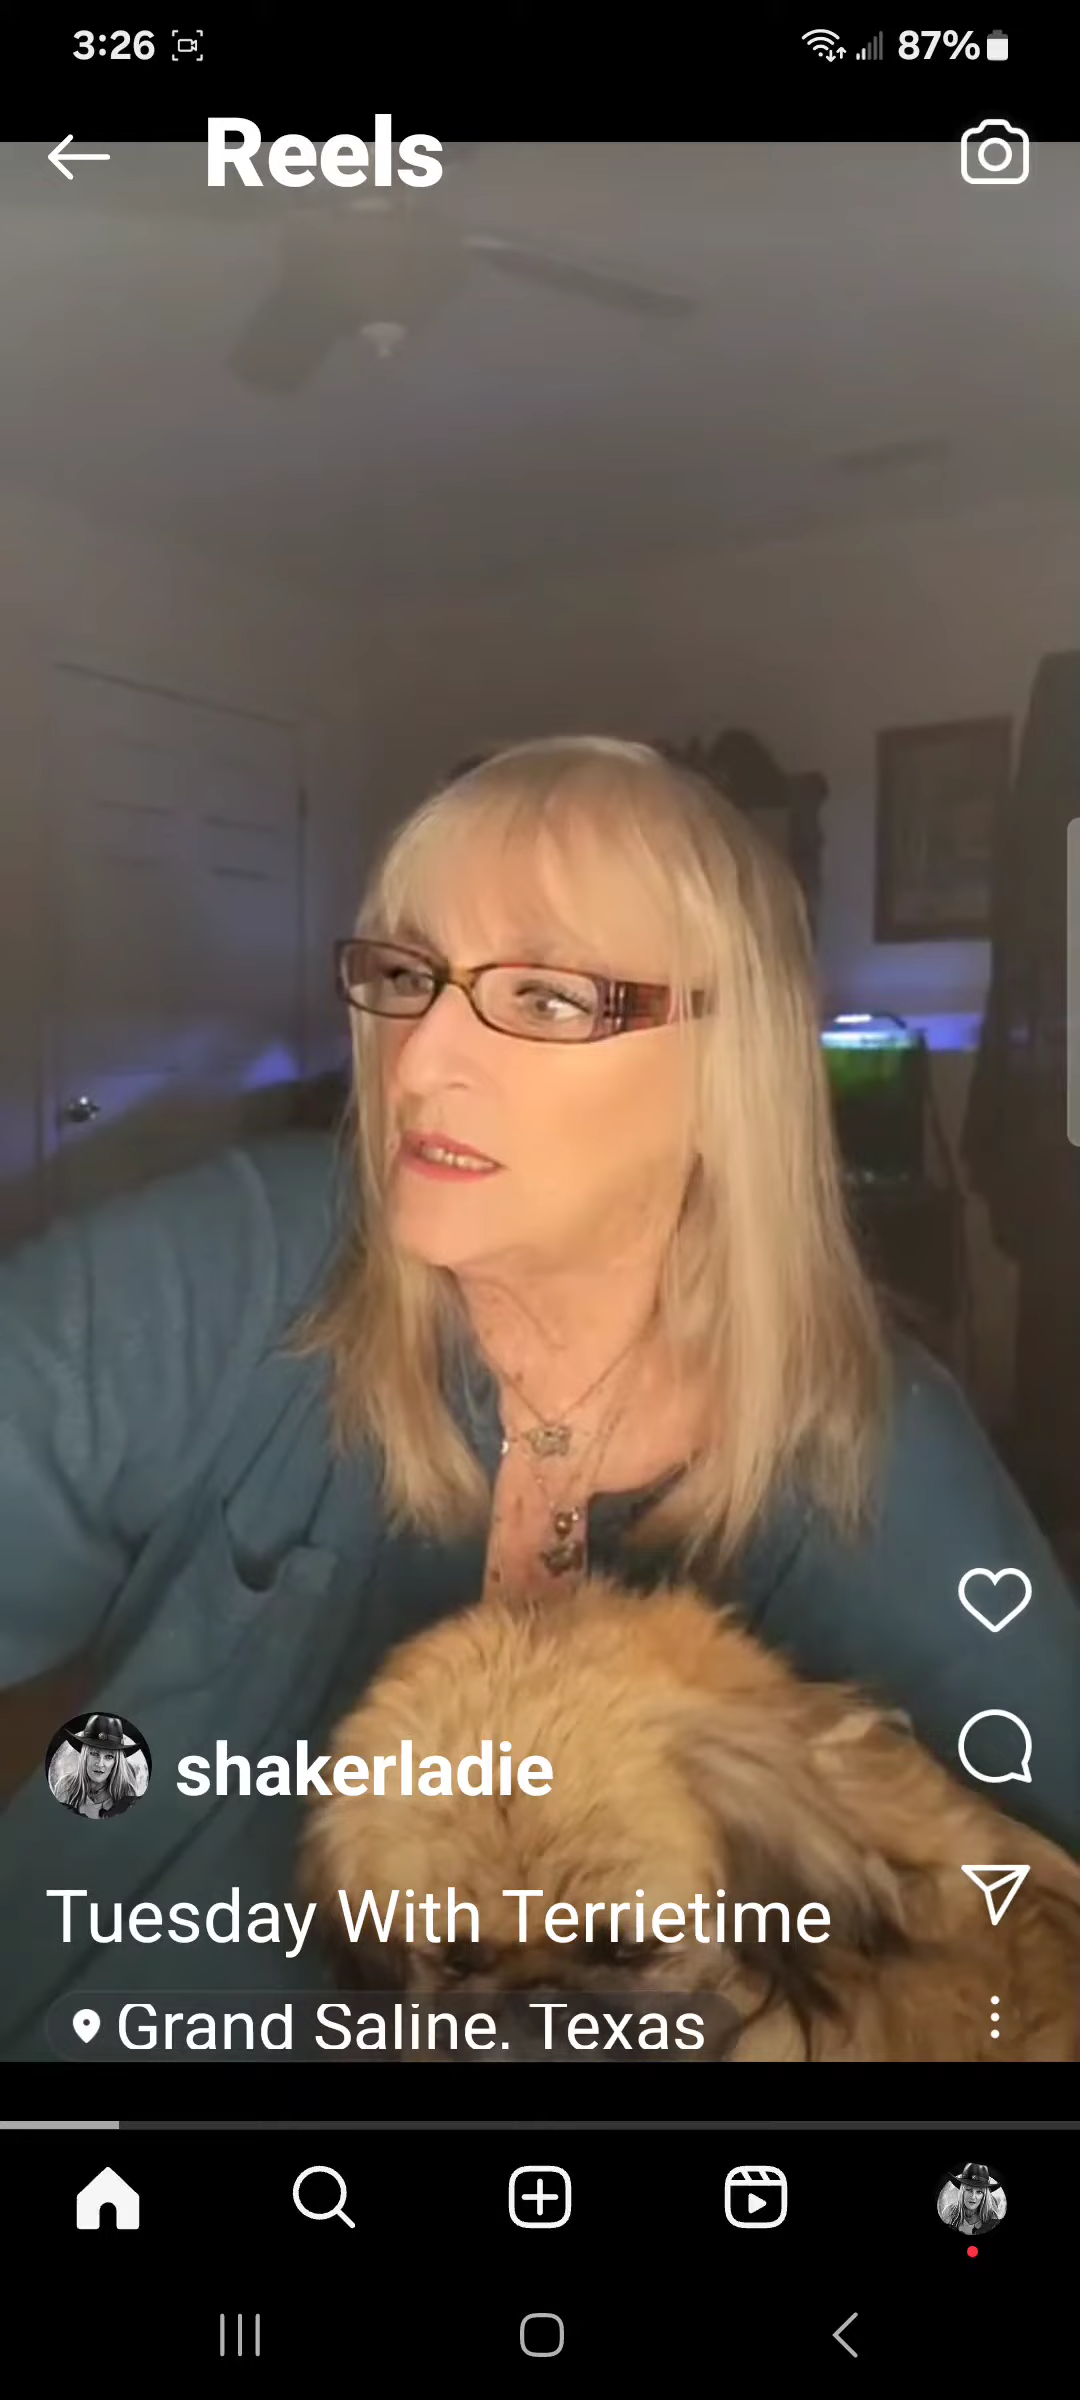 3:26
87%
Reels
shakerladie
Tuesday With Terrietime
Grand Saline, Texas